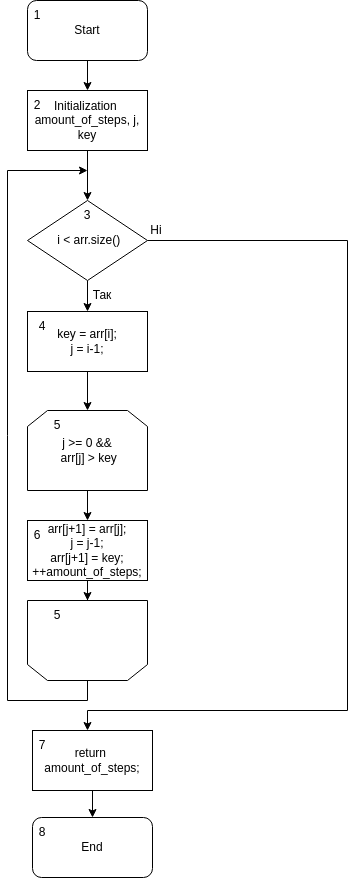 1
Start
2 Initialization
amount_of_steps, j,
key
3
i < arr.size()
Ні
Так
4
key = arr[i];
j = i-1;
5
j >= 0 &&
arr[j] > key
6
arr[j+1] = arr[j];
j = j-1;
arr[j+1] = key;
++amount_of_steps;
5
7
return
amount_of_steps;
8
End